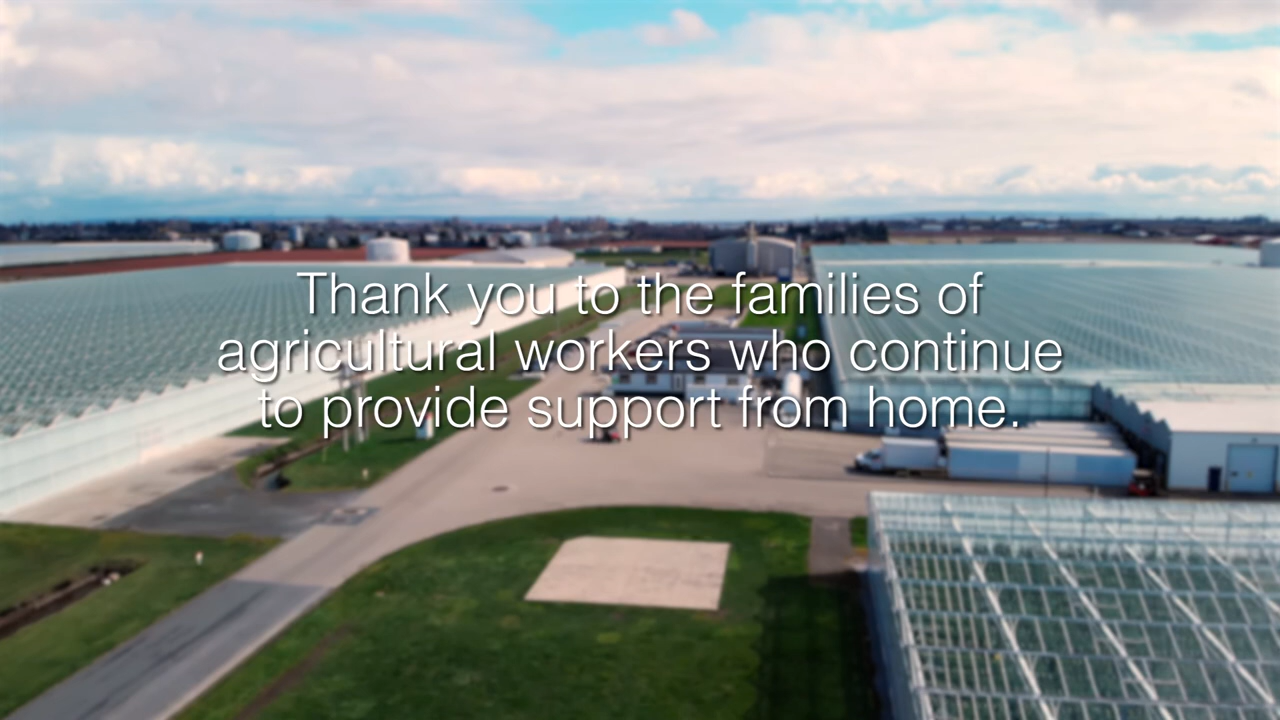 Thank you to the families of
agricultural workers who continue
to provide support from home.